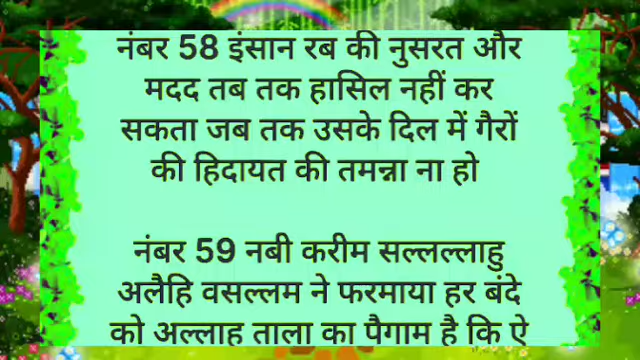 नंबर 58 इंसान रब की नुसरत और
मदद तब तक हासिल नहीं कर
सकता जब तक उसके दिल में गैरों
की हिदायत की तमन्ना ना हो
नंबर 59 नबी करीम सल्लल्लाहुं
अलैहि वसल्लम ने फरमाया हर बंदे
को अल्लाह ताला का पैगाम है कि ऐ